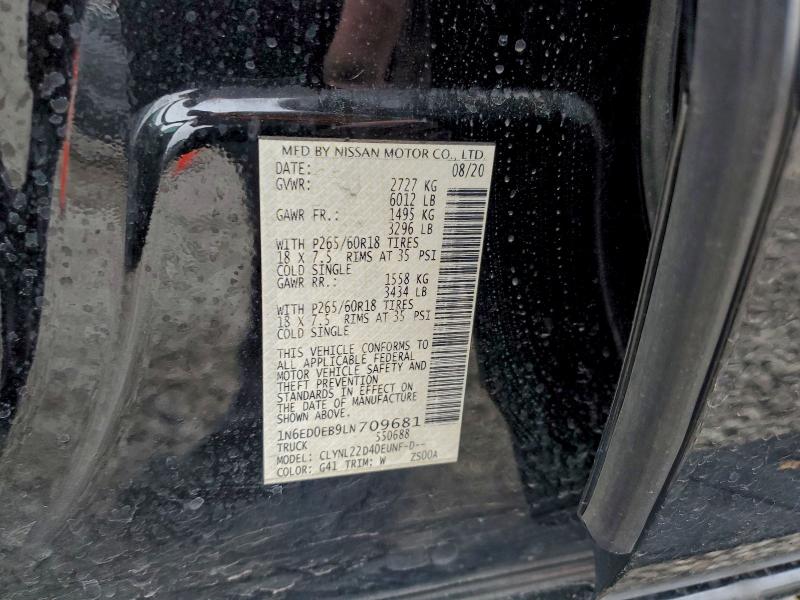 MFD BY NISSAN MOTOR CO., LTD.
DATE: 08/20
GVWR: 2727 KG
6012 LB
GAWR FR.: 1495 KG
3296 LB
WITH P265/60R18 TIRES
18 X 7.5 RIMS AT 35 PSI
COLD SINGLE
GAWR RR.: 1558 KG
3434 LB
WITH P265/60R18 TIRES
18 X 7.5 RIMS AT 35 PSI
COLD SINGLE
THIS VEHICLE CONFORMS TO
ALL APPLICABLE FEDERAL
MOTOR VEHICLE SAFETY AND
THEFT PREVENTION
STANDARDS IN EFFECT ON
THE DATE OF MANUFACTURE
SHOWN ABOVE.
1N6ED0EB9LN709681
TRUCK 550688
MODEL: CLYNL22D40EUNF-D--
COLOR: G41 TRIM: W ZS00A